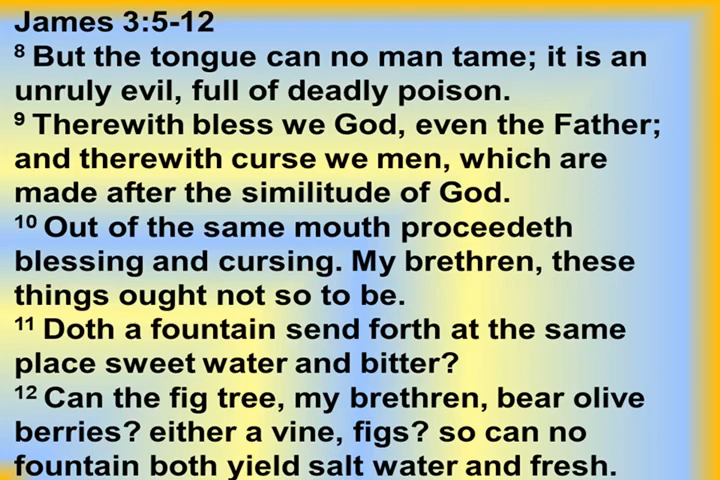 James 3:5-12
8 But the tongue can no man tame; it is an
unruly evil, full of deadly poison.
9 Therewith bless we God, even the Father;
and therewith curse we men, which are
made after the similitude of God.
10 Out of the same mouth proceedeth
blessing and cursing. My brethren, these
things ought not so to be.
11 Doth a fountain send forth at the same
place sweet water and bitter?
12 Can the fig tree, my brethren, bear olive
berries? either a vine, figs? so can no
fountain both yield salt water and fresh.